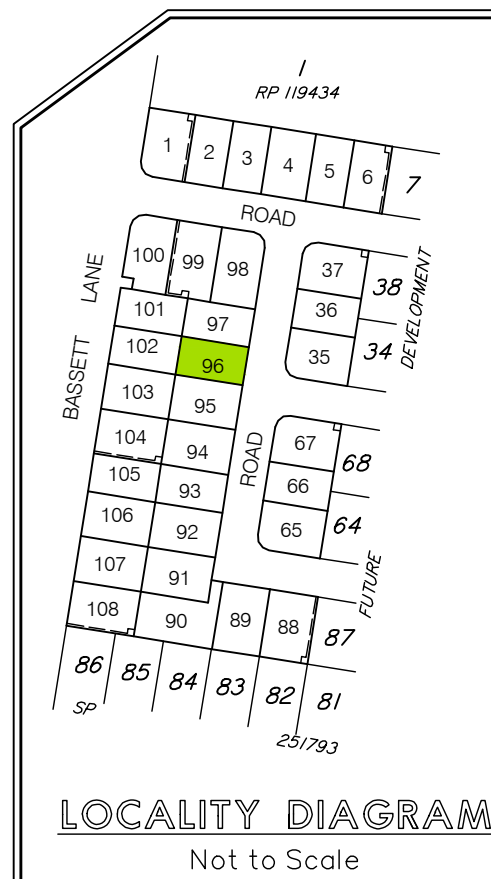 1
RP 119434
1 2 3 4 5 6 7
ROAD
100 99 98
37
38
36
35
34
DEVELOPMENT
BASSETT LANE
101
97
102
96
103
95
104
94
105
93
106
92
107
91
108
90
89
88
87
ROAD
67
68
66
65
64
FUTURE
86 85 84 83 82 81
SP
251793
LOCALITY DIAGRAM
Not to Scale